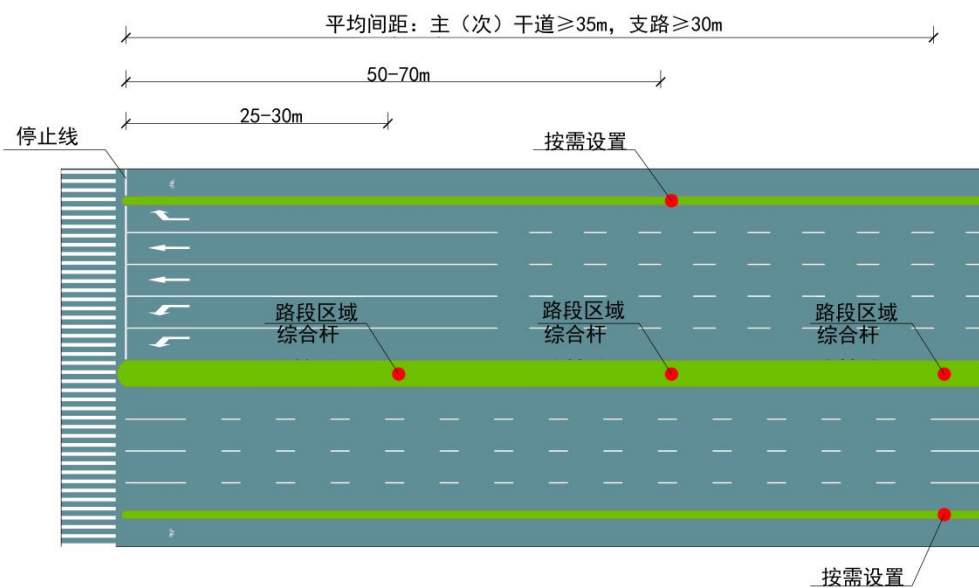 平均间距：主（次）干道≥35m，支路≥30m
50-70m
25-30m
停止线
按需设置
路段区域
综合杆
路段区域
综合杆
路段区域
综合杆
按需设置